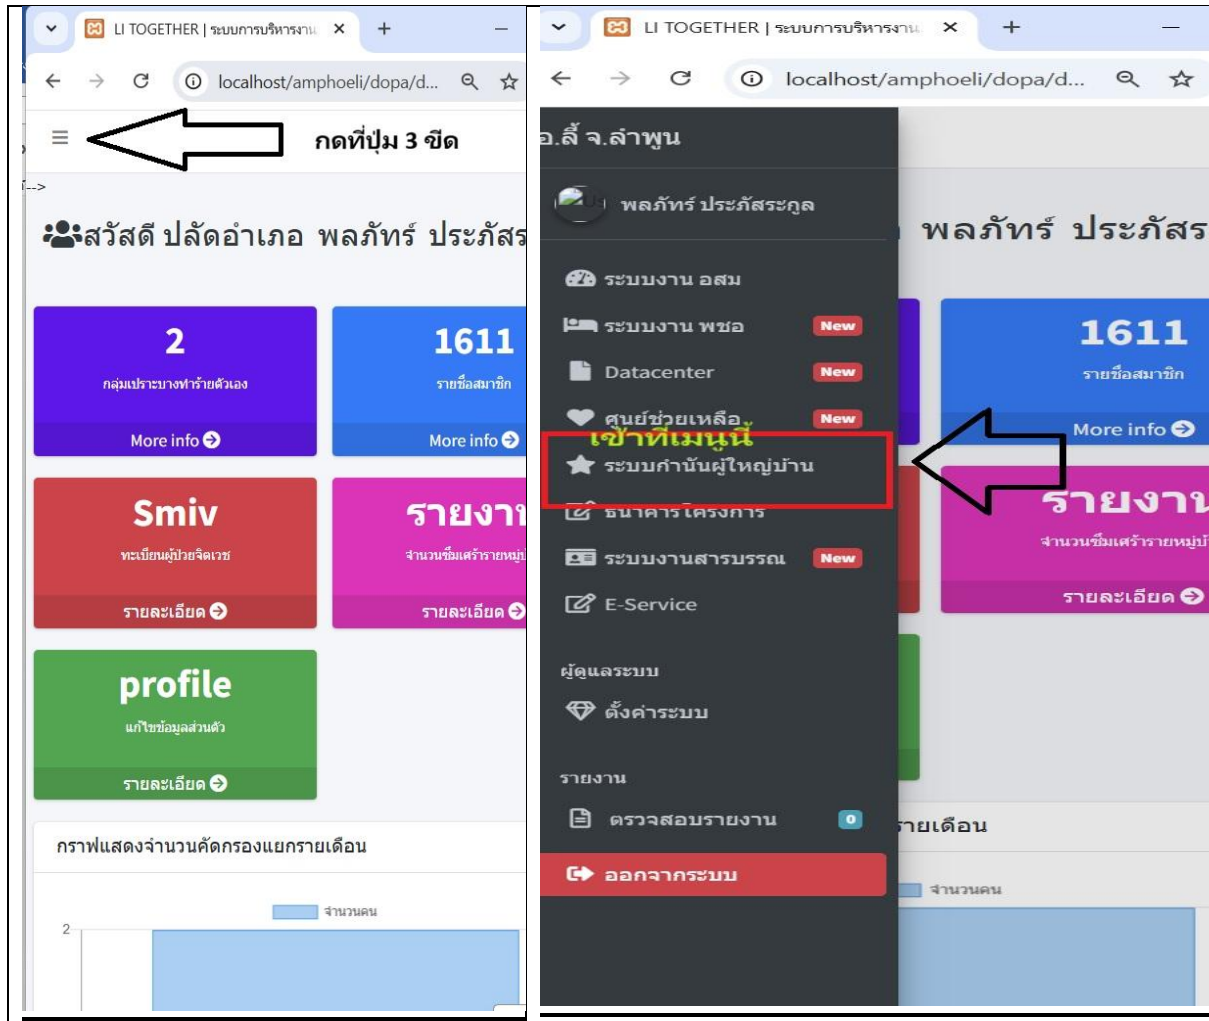 LI TOGETHER | ระบบการบริหารงาน
localhost/amphoeli/dopa/d...
กดที่ปุ่ม 3 ขีด
-->
สวัสดี ปลัดอำเภอ พลภัทร์ ประภัสร
2
กลุ่มเปราะบางทำร้ายตัวเอง
More info
1611
รายชื่อสมาชิก
More info
Smiv
ทะเบียนผู้ป่วยจิตเวช
รายละเอียด
รายงาน
จำนวนซึมเศร้ารายหมู่บ้
รายละเอียด
profile
แก้ไขข้อมูลส่วนตัว
รายละเอียด
กราฟแสดงจำนวนคัดกรองแยกรายเดือน
จำนวนคน
2
LI TOGETHER | ระบบการบริหารงาน
localhost/amphoeli/dopa/d...
อ.ลี้ จ.ลำพูน
พลภัทร์ ประภัสระกูล
ระบบงาน อสม
ระบบงาน พชอ New
Datacenter New
ศูนย์ช่วยเหลือ New
เข้าที่เมนูนี้
ระบบกำนันผู้ใหญ่บ้าน
ธนาคารโครงการ
ระบบงานสารบรรณ New
E-Service
ผู้ดูแลระบบ
ตั้งค่าระบบ
รายงาน
ตรวจสอบรายงาน 0
ออกจากระบบ
พลภัทร์ ประภัสร
1611
รายชื่อสมาชิก
More info
รายงาน
จำนวนซึมเศร้ารายหมู่บ้
รายละเอียด
รายเดือน
จำนวนคน